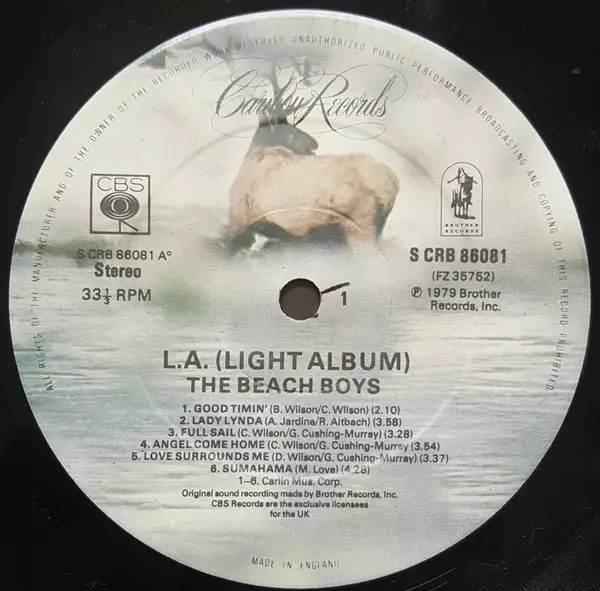 ALL RIGHTS OF THE MANUFACTURER AND OF THE OWNER OF THE RECORDED WORK RESERVED UNAUTHORIZED PUBLIC PERFORMANCE BROADCASTING AND COPYING OF THIS RECORD PROHIBITED
Caribou Records
CBS
BROTHER
RECORDS
S CRB 86081 A°
Stereo
33⅓ RPM
S CRB 86081
(FZ 35752)
℗ 1979 Brother
Records, Inc.
1
L.A. (LIGHT ALBUM)
THE BEACH BOYS
1. GOOD TIMIN' (B. Wilson/C. Wilson) (2.10)
2. LADY LYNDA (A. Jardine/R. Altbach) (3.58)
3. FULL SAIL (C. Wilson/G. Cushing-Murray) (3.28)
4. ANGEL COME HOME (C. Wilson/G. Cushing-Murray) (3.54)
5. LOVE SURROUNDS ME (D. Wilson/G. Cushing-Murray) (3.37)
6. SUMAHAMA (M. Love) (4.28)
1–6. Carlin Mus. Corp.
Original sound recording made by Brother Records, Inc.
CBS Records are the exclusive licensees
for the UK
MADE IN ENGLAND